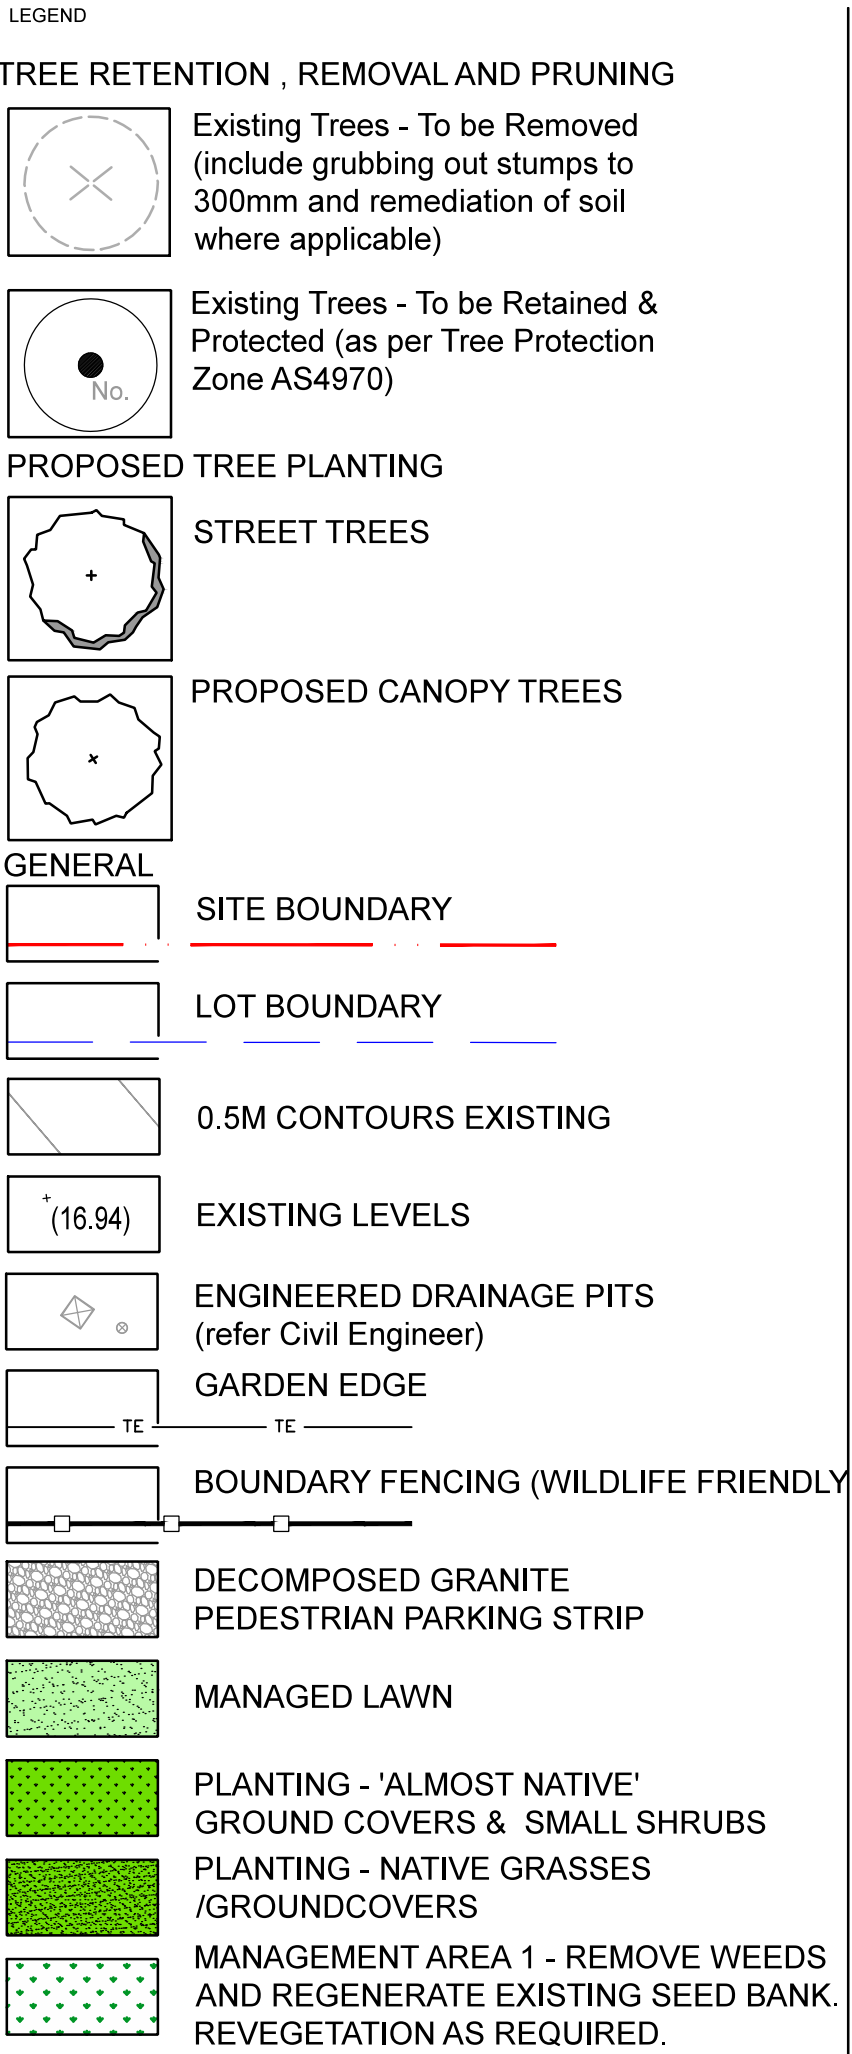 LEGEND
TREE RETENTION , REMOVAL AND PRUNING
Existing Trees - To be Removed
(include grubbing out stumps to
300mm and remediation of soil
where applicable)
Existing Trees - To be Retained &
Protected (as per Tree Protection
Zone AS4970)
No.
PROPOSED TREE PLANTING
STREET TREES
PROPOSED CANOPY TREES
GENERAL
SITE BOUNDARY
LOT BOUNDARY
0.5M CONTOURS EXISTING
(16.94)
EXISTING LEVELS
ENGINEERED DRAINAGE PITS
(refer Civil Engineer)
GARDEN EDGE
TE TE
BOUNDARY FENCING (WILDLIFE FRIENDLY
DECOMPOSED GRANITE
PEDESTRIAN PARKING STRIP
MANAGED LAWN
PLANTING - 'ALMOST NATIVE'
GROUND COVERS & SMALL SHRUBS
PLANTING - NATIVE GRASSES
/GROUNDCOVERS
MANAGEMENT AREA 1 - REMOVE WEEDS
AND REGENERATE EXISTING SEED BANK.
REVEGETATION AS REQUIRED.